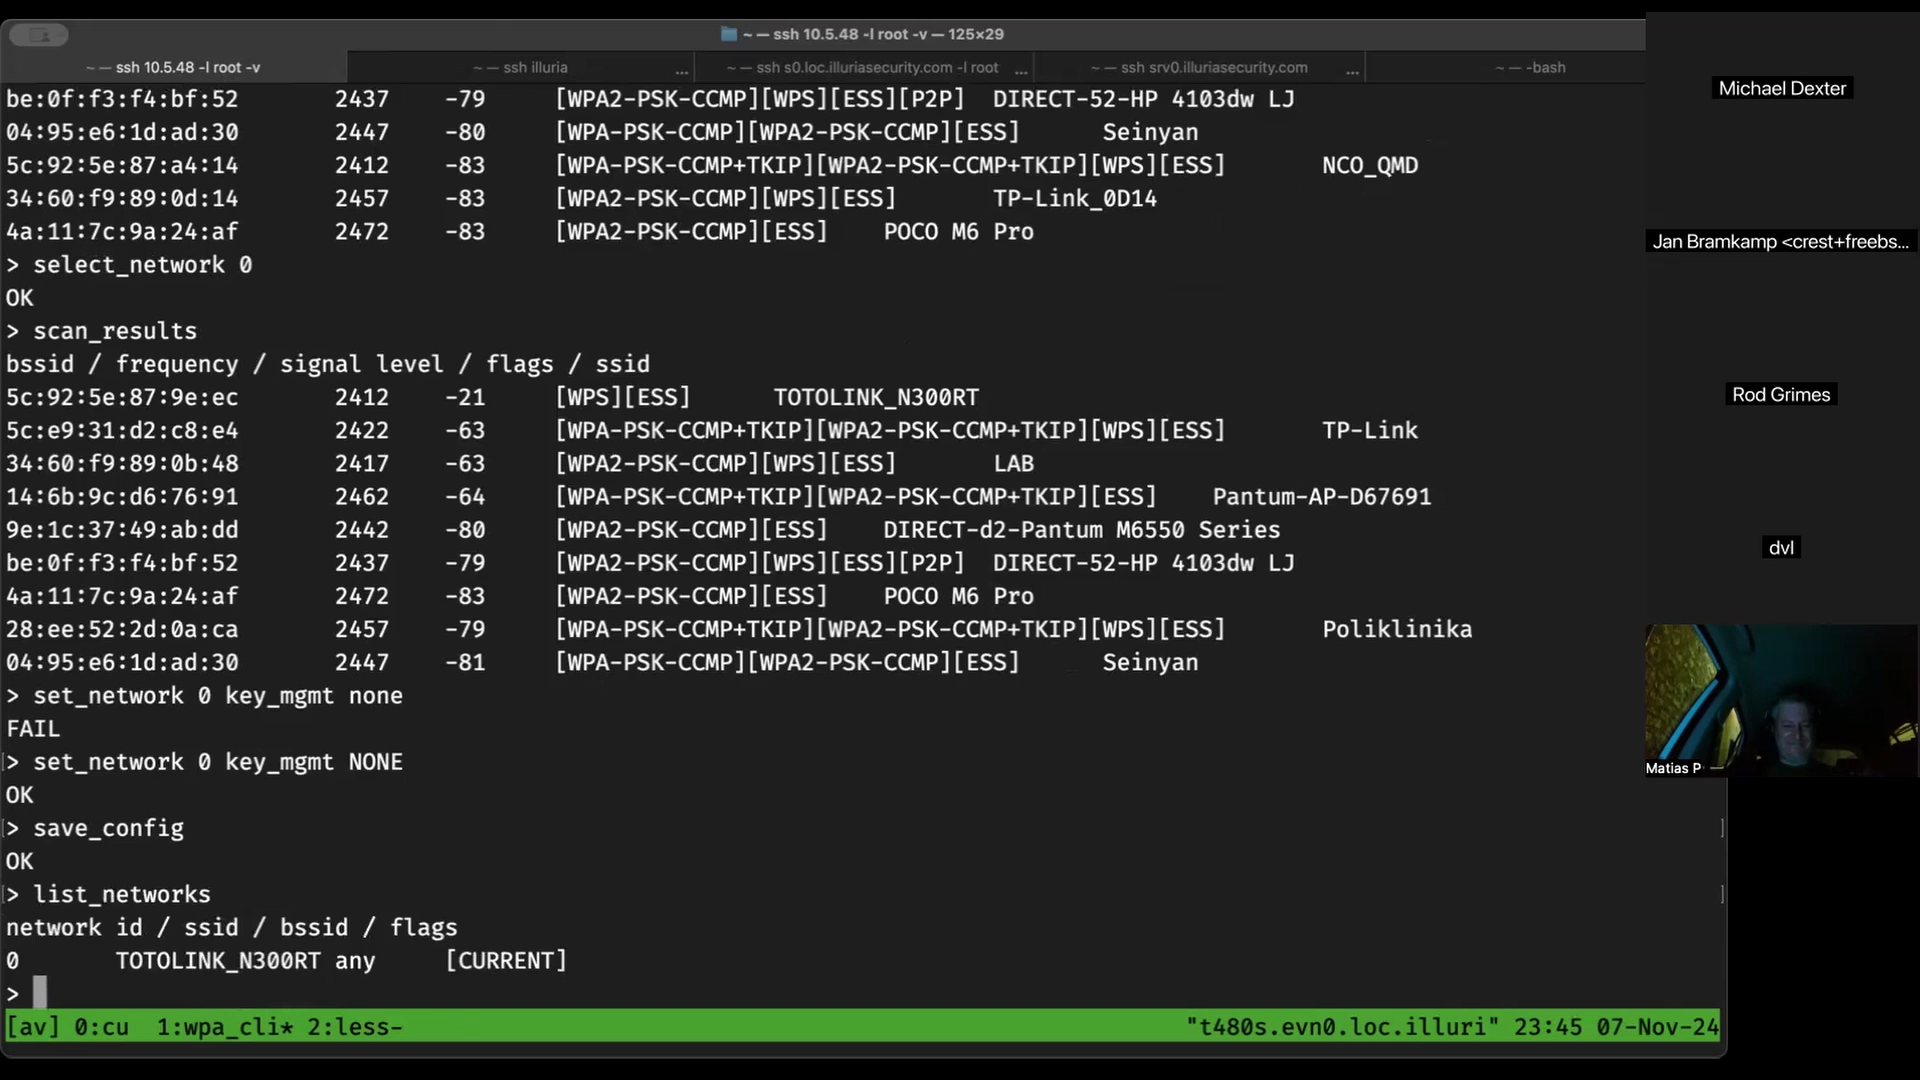 ~ — ssh 10.5.48 -l root -v — 125×29
~ — ssh 10.5.48 -l root -v
~ — ssh illuria ...
~ — ssh s0.loc.illuriasecurity.com -l root ...
~ — ssh srv0.illuriasecurity.com ...
~ — -bash
be:0f:f3:f4:bf:52 2437 -79 [WPA2-PSK-CCMP][WPS][ESS][P2P] DIRECT-52-HP 4103dw LJ
04:95:e6:1d:ad:30 2447 -80 [WPA-PSK-CCMP][WPA2-PSK-CCMP][ESS] Seinyan
5c:92:5e:87:a4:14 2412 -83 [WPA-PSK-CCMP+TKIP][WPA2-PSK-CCMP+TKIP][WPS][ESS] NCO_QMD
34:60:f9:89:0d:14 2457 -83 [WPA2-PSK-CCMP][WPS][ESS] TP-Link_0D14
4a:11:7c:9a:24:af 2472 -83 [WPA2-PSK-CCMP][ESS] POCO M6 Pro
> select_network 0
OK
> scan_results
bssid / frequency / signal level / flags / ssid
5c:92:5e:87:9e:ec 2412 -21 [WPS][ESS] TOTOLINK_N300RT
5c:e9:31:d2:c8:e4 2422 -63 [WPA-PSK-CCMP+TKIP][WPA2-PSK-CCMP+TKIP][WPS][ESS] TP-Link
34:60:f9:89:0b:48 2417 -63 [WPA2-PSK-CCMP][WPS][ESS] LAB
14:6b:9c:d6:76:91 2462 -64 [WPA-PSK-CCMP+TKIP][WPA2-PSK-CCMP+TKIP][ESS] Pantum-AP-D67691
9e:1c:37:49:ab:dd 2442 -80 [WPA2-PSK-CCMP][ESS] DIRECT-d2-Pantum M6550 Series
be:0f:f3:f4:bf:52 2437 -79 [WPA2-PSK-CCMP][WPS][ESS][P2P] DIRECT-52-HP 4103dw LJ
4a:11:7c:9a:24:af 2472 -83 [WPA2-PSK-CCMP][ESS] POCO M6 Pro
28:ee:52:2d:0a:ca 2457 -79 [WPA-PSK-CCMP+TKIP][WPA2-PSK-CCMP+TKIP][WPS][ESS] Poliklinika
04:95:e6:1d:ad:30 2447 -81 [WPA-PSK-CCMP][WPA2-PSK-CCMP][ESS] Seinyan
> set_network 0 key_mgmt none
FAIL
[> set_network 0 key_mgmt NONE
OK
[> save_config ]
OK
[> list_networks ]
network id / ssid / bssid / flags
0 TOTOLINK_N300RT any [CURRENT]
>
[av] 0:cu 1:wpa_cli* 2:less- "t480s.evn0.loc.illuri" 23:45 07-Nov-24
Michael Dexter
Jan Bramkamp <crest+freebs...
Rod Grimes
dvl
Matias P